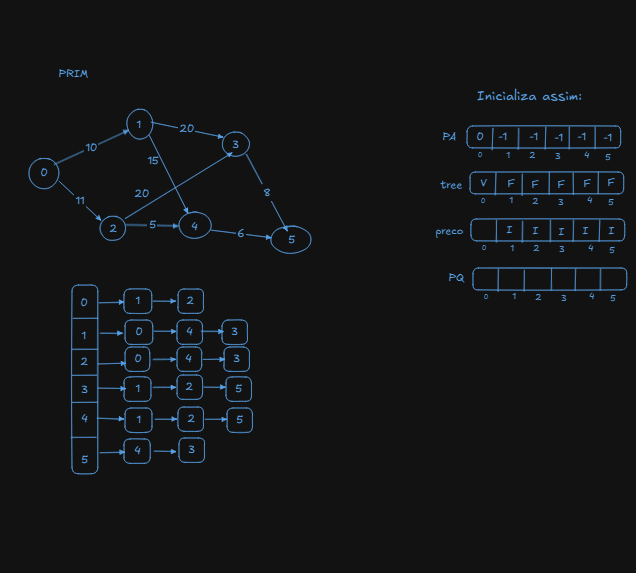 PRIM
0
1
2
3
4
5
10
11
20
15
20
5
6
8
0 1 2
1 0 4 3
2 0 4 3
3 1 2 5
4 1 2 5
5 4 3
Inicializa assim:
PA 0 -1 -1 -1 -1 -1
0 1 2 3 4 5
tree V F F F F F
0 1 2 3 4 5
preco I I I I I
0 1 2 3 4 5
PQ
0 1 2 3 4 5